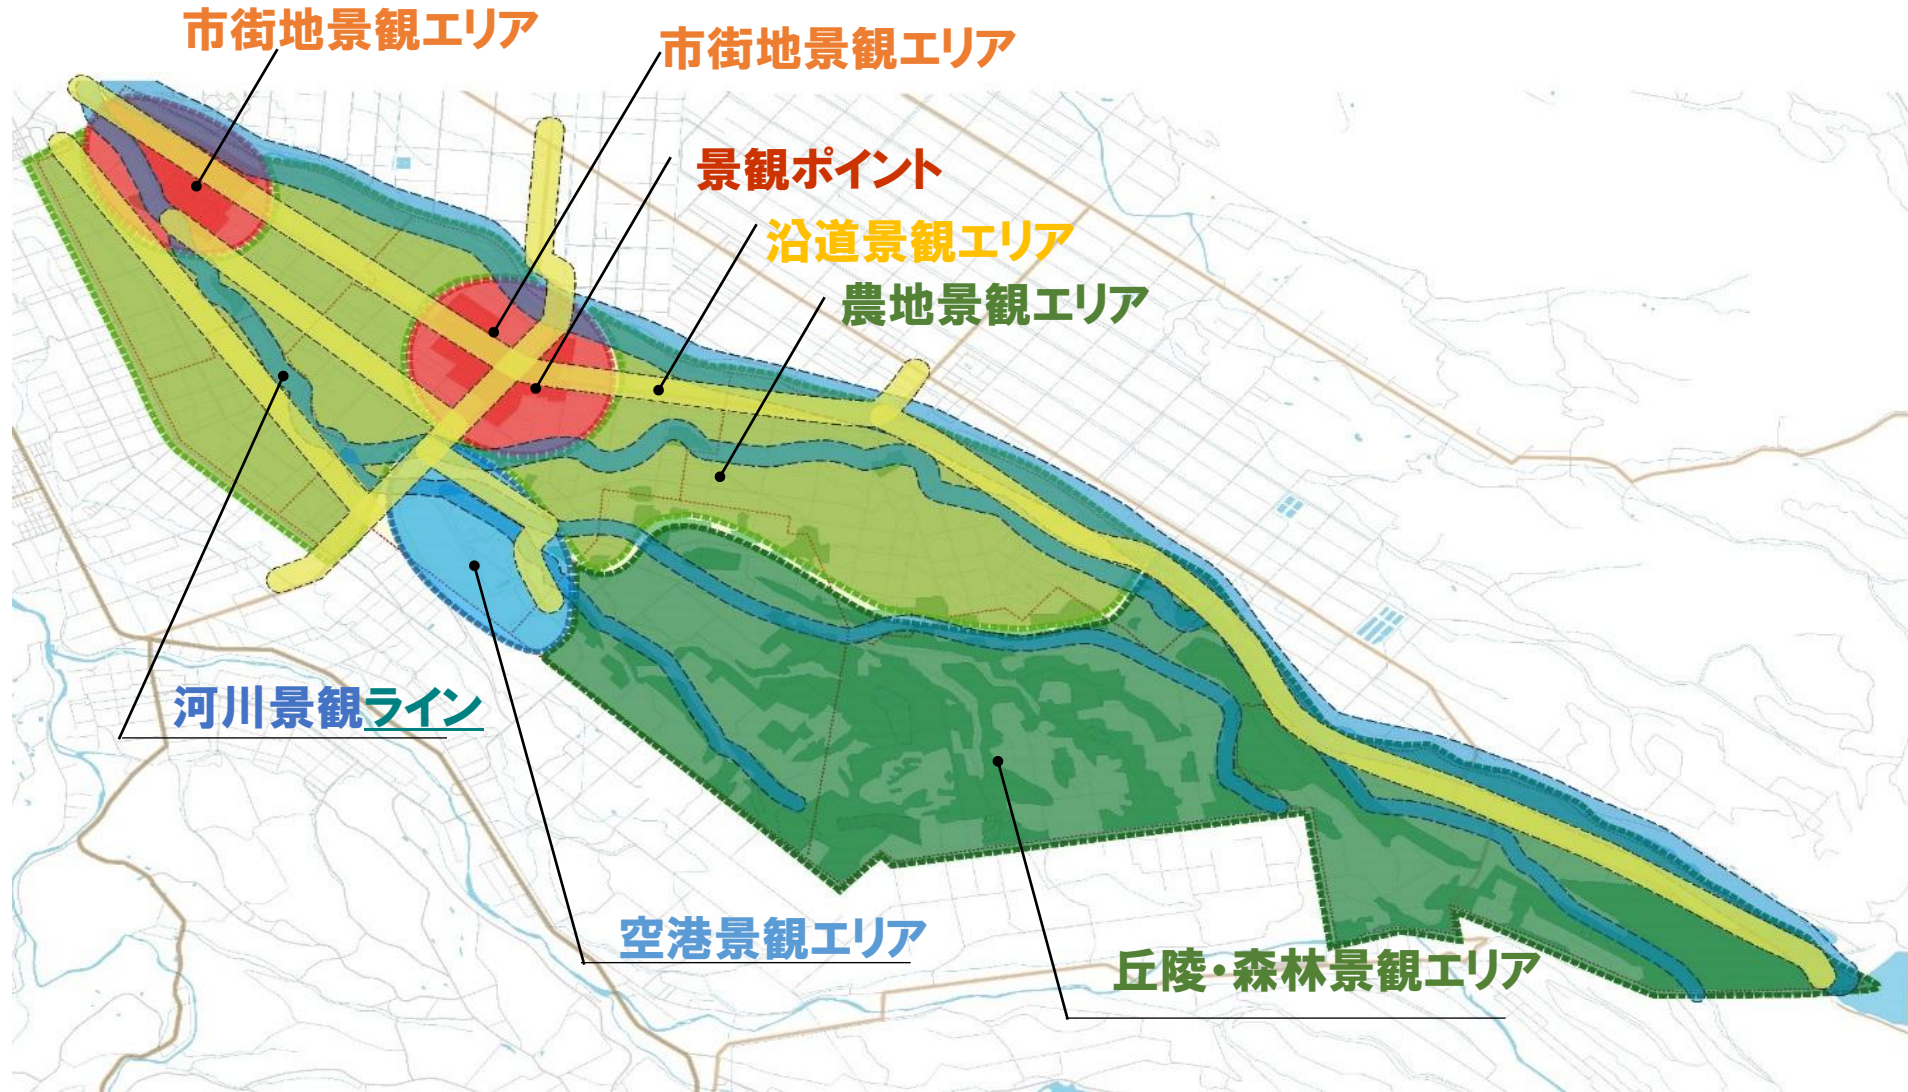 市街地景観エリア
市街地景観エリア
景観ポイント
沿道景観エリア
農地景観エリア
河川景観ライン
空港景観エリア
丘陵・森林景観エリア